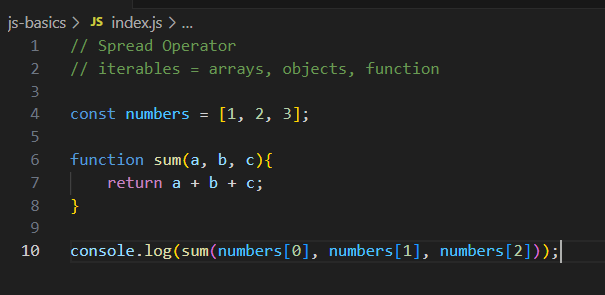 js-basics > JS index.js > ...
1 // Spread Operator
2 // iterables = arrays, objects, function
3
4 const numbers = [1, 2, 3];
5
6 function sum(a, b, c){
7     return a + b + c;
8 }
9
10 console.log(sum(numbers[0], numbers[1], numbers[2]));